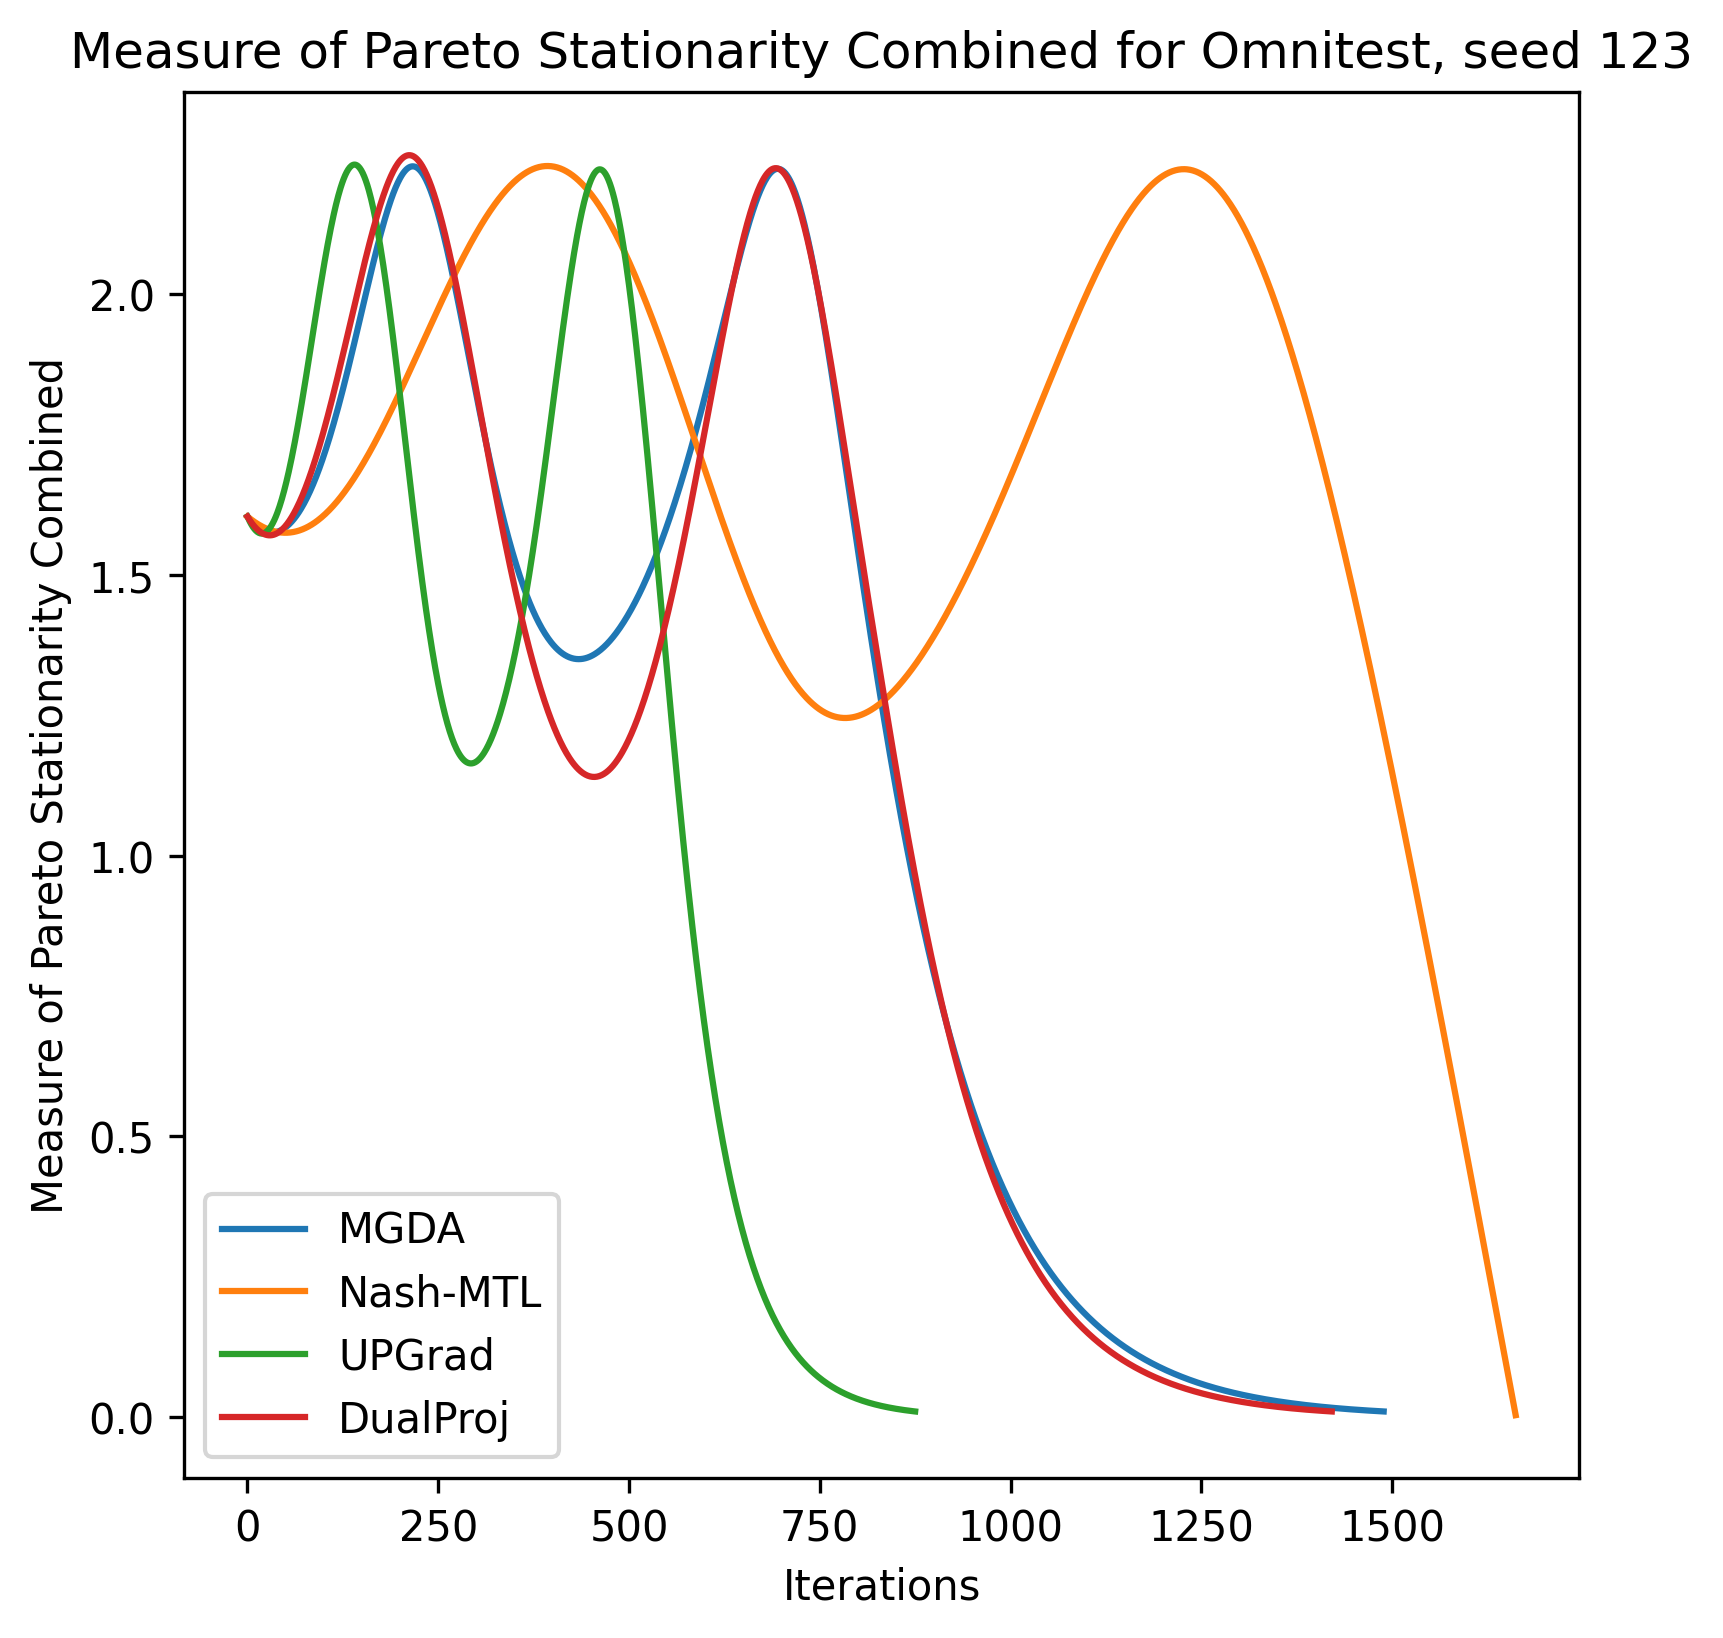 Measure of Pareto Stationarity Combined for Omnitest, seed 123
Measure of Pareto Stationarity Combined
2.0
1.5
1.0
0.5
0.0
MGDA
Nash-MTL
UPGrad
DualProj
0 250 500 750 1000 1250 1500
Iterations